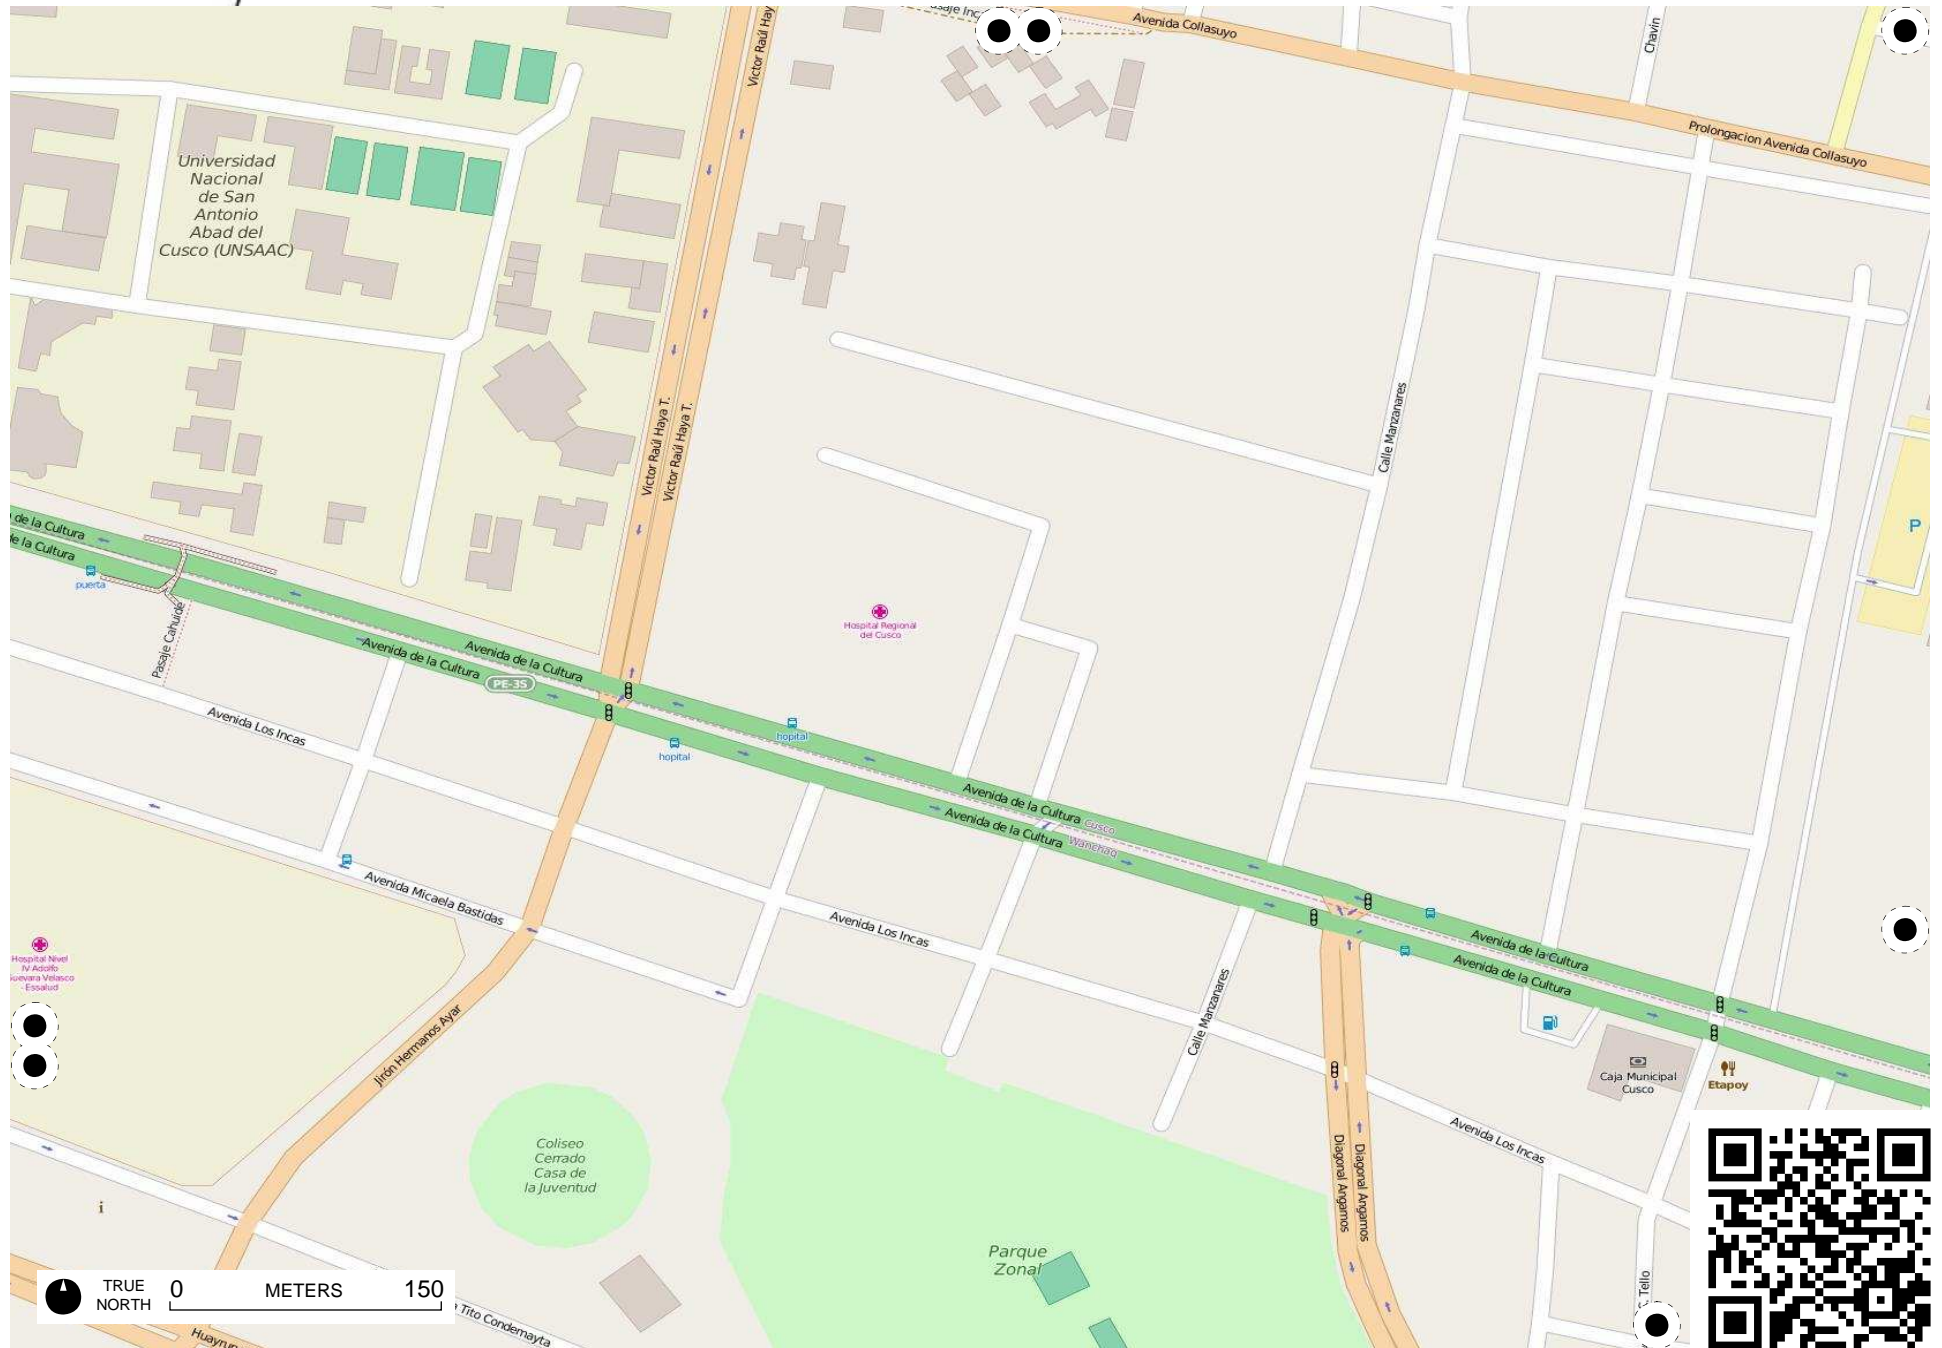 Avenida Collasuyo
Chavin
Victor Raúl Hay
Prolongacion Avenida Collasuyo
Universidad
Nacional
de San
Antonio
Abad del
Cusco (UNSAAC)
Victor Raúl Haya T.
Victor Raúl Haya T.
Calle Manzanares
P
de la Cultura
de la Cultura
puerta
Pasaje Cahuide
Hospital Regional
del Cusco
Avenida de la Cultura
Avenida de la Cultura
PE-3S
Avenida Los Incas
hopital
hopital
Avenida de la Cultura
Cusco
Avenida de la Cultura
Wanchaq
Avenida Micaela Bastidas
Avenida Los Incas
Avenida de la Cultura
Avenida de la Cultura
Hospital Nivel
IV Adolfo
Guevara Velasco
- Essalud
Calle Manzanares
Jirón Hermanos Ayar
Caja Municipal
Cusco
Etapoy
Avenida Los Incas
Coliseo
Cerrado
Casa de
la Juventud
Diagonal Angamos
Diagonal Angamos
i
Parque
Zonal
TRUE
NORTH
0 METERS 150
Tito Condemayta
Tello